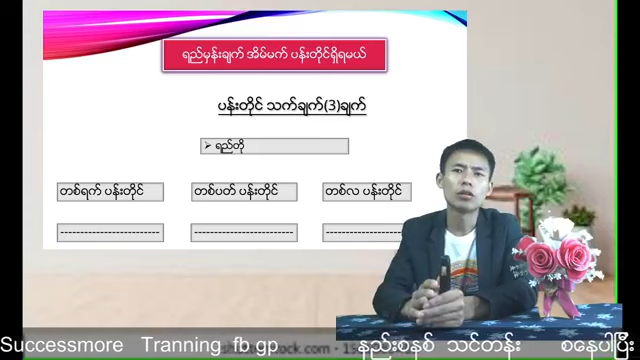 ရည်မှန်းချက် အိမ်မက် ပန်းတိုင်ရှိရမယ်
ပန်းတိုင် သက်ချက်(3)ချက်
➢ ရည်တို
တစ်ရက် ပန်းတိုင်
တစ်ပတ် ပန်းတိုင်
တစ်လ ပန်းတိုင်
Successmore Tranning fb gp
နည်းစနစ် သင်တန်း စနေပါပြီး